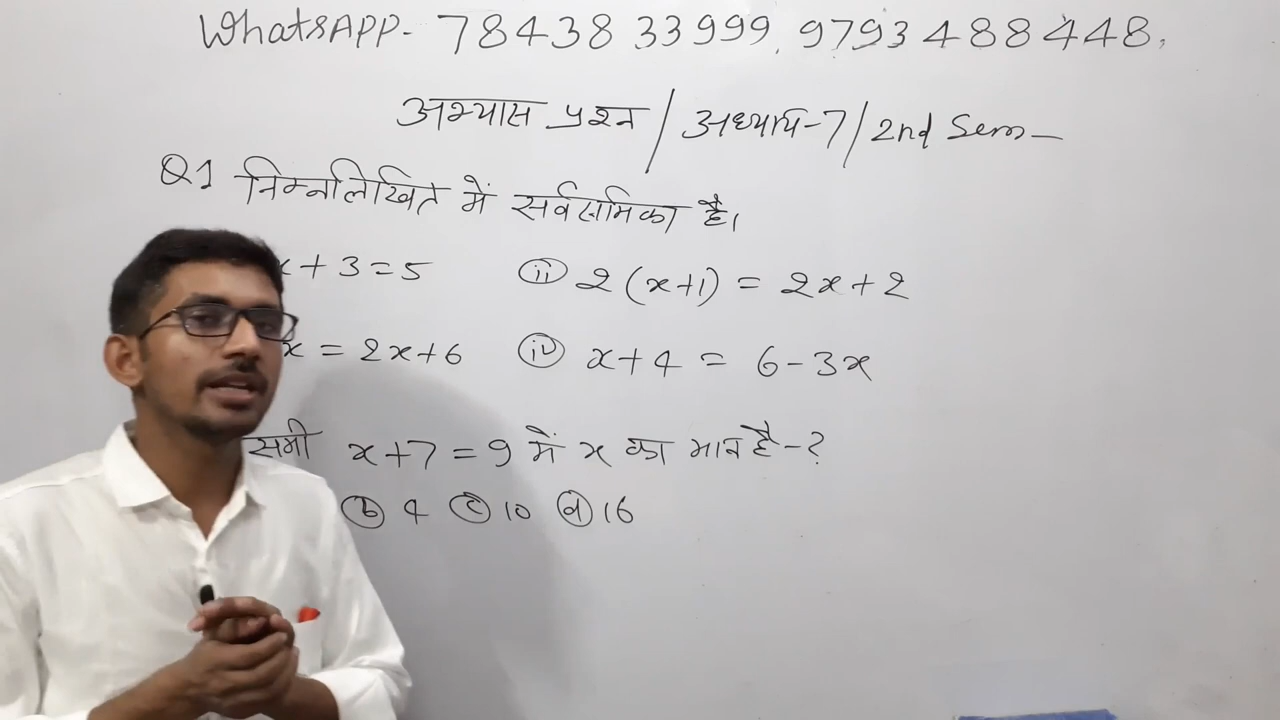 WhatsAPP- 78438 33999, 9793488448,
अभ्यास प्रश्न / अध्याय-7 / 2nd Sem—
Q1 निम्नलिखित में सर्वसमिका है।
x+3=5 (ii) 2(x+1) = 2x+2
x = 2x+6 (iv) x+4 = 6-3x
समी x+7=9 में x का मान है-?
(b) 4 (c) 10 (d) 16